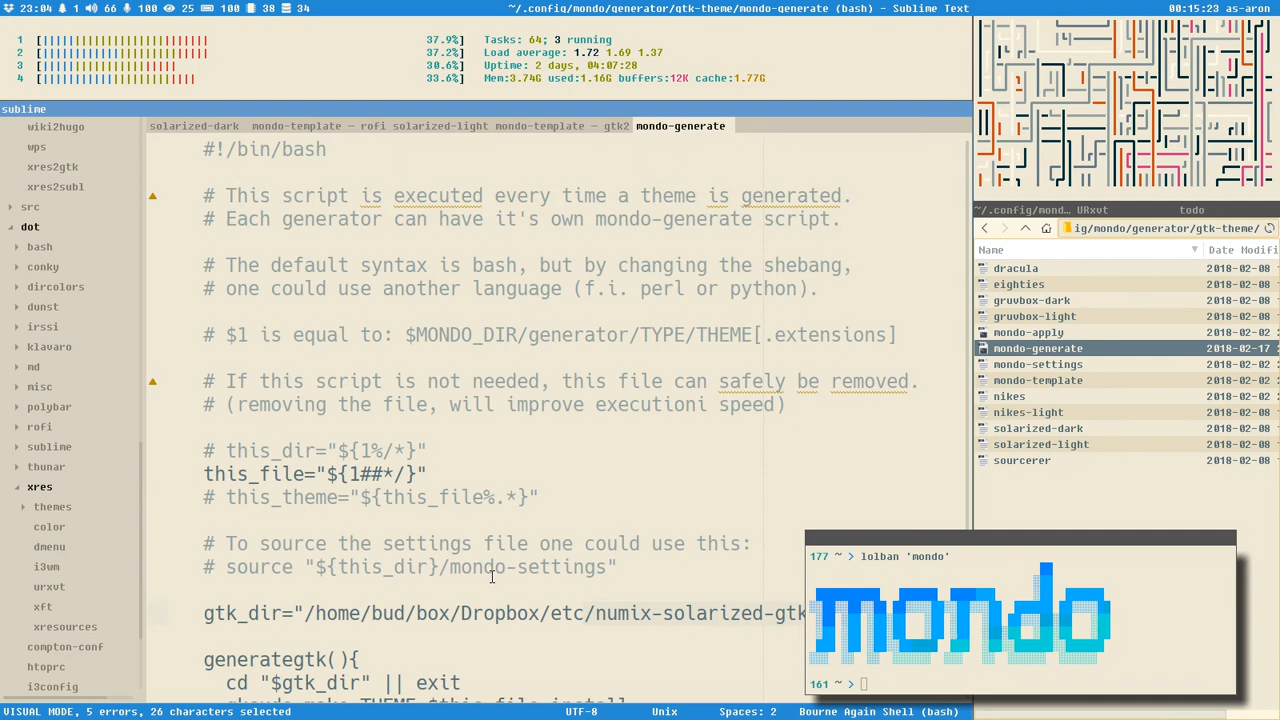 23:04 1 66 100 25 100 38 34
~/.config/mondo/generator/gtk-theme/mondo-generate (bash) - Sublime Text
00:15:23 as-aron
1 [||||||||||||||||||||||||||||| 37.9%] Tasks: 64; 3 running
2 [||||||||||||||||||||||||||||| 37.2%] Load average: 1.72 1.69 1.37
3 [|||||||||||||||||||||||| 30.6%] Uptime: 2 days, 04:07:28
4 [||||||||||||||||||||||||||| 33.6%] Mem:3.74G used:1.16G buffers:12K cache:1.77G
sublime
wiki2hugo
wps
xres2gtk
xres2subl
src
dot
bash
conky
dircolors
dunst
irssi
klavaro
md
misc
polybar
rofi
sublime
thunar
xres
themes
color
dmenu
i3wm
urxvt
xft
xresources
compton-conf
htoprc
i3config
solarized-dark mondo-template — rofi solarized-light mondo-template — gtk2 mondo-generate
#!/bin/bash
# This script is executed every time a theme is generated.
# Each generator can have it's own mondo-generate script.
# The default syntax is bash, but by changing the shebang,
# one could use another language (f.i. perl or python).
# $1 is equal to: $MONDO_DIR/generator/TYPE/THEME[.extensions]
# If this script is not needed, this file can safely be removed.
# (removing the file, will improve executioni speed)
# this_dir="${1%/*}"
this_file="${1##*/}"
# this_theme="${this_file%.*}"
# To source the settings file one could use this:
# source "${this_dir}/mondo-settings"
gtk_dir="/home/bud/box/Dropbox/etc/numix-solarized-gtk
generategtk(){
cd "$gtk_dir" || exit
~/.config/mond… URxvt todo
ig/mondo/generator/gtk-theme/
Name Date Modifi
dracula 2018-02-08
eighties 2018-02-08
gruvbox-dark 2018-02-08
gruvbox-light 2018-02-08
mondo-apply 2018-02-02
mondo-generate 2018-02-17
mondo-settings 2018-02-02
mondo-template 2018-02-02
nikes 2018-02-08
nikes-light 2018-02-08
solarized-dark 2018-02-08
solarized-light 2018-02-08
sourcerer 2018-02-08
177 ~ > lolban 'mondo'
mondo
161 ~ >
VISUAL MODE, 5 errors, 26 characters selected UTF-8 Unix Spaces: 2 Bourne Again Shell (bash)